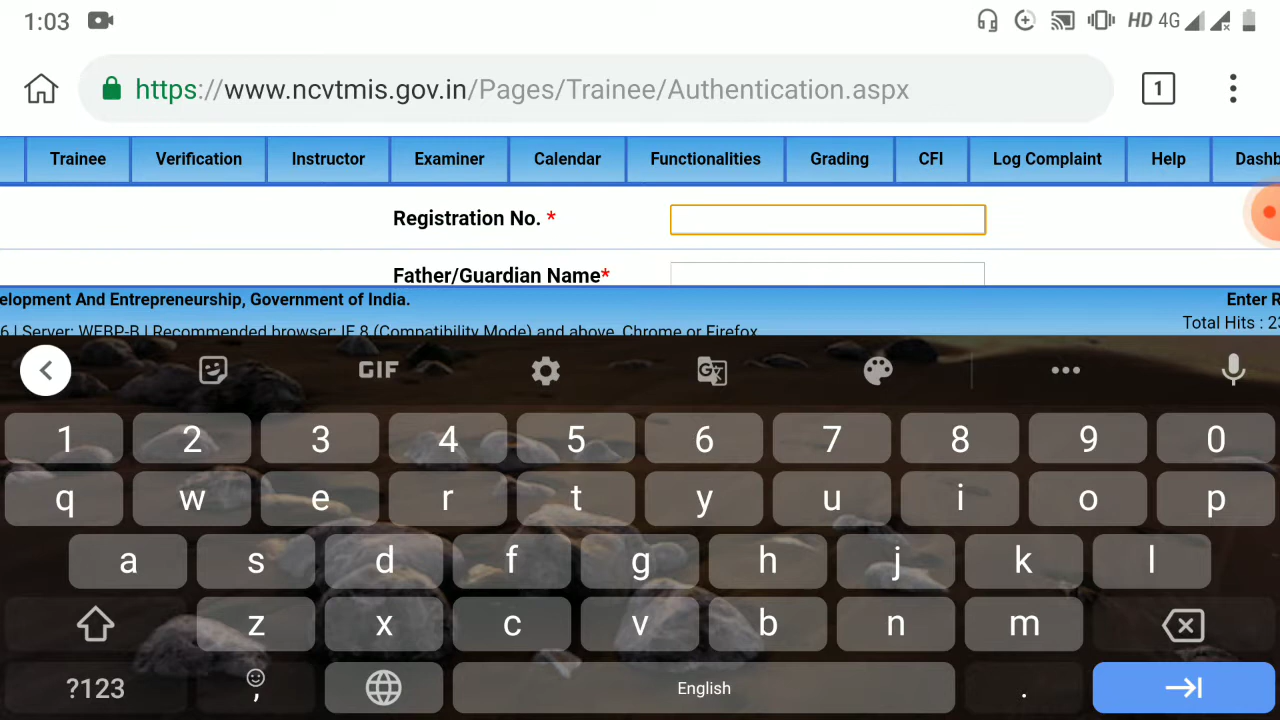 1:03 HD 4G
https://www.ncvtmis.gov.in/Pages/Trainee/Authentication.aspx 1
Trainee Verification Instructor Examiner Calendar Functionalities Grading CFI Log Complaint Help Dashb
Registration No. *
Father/Guardian Name*
elopment And Entrepreneurship, Government of India. Enter R
6 | Server: WEBP-B | Recommended browser: IE 8 (Compatibility Mode) and above, Chrome or Firefox
Total Hits : 23
GIF
1 2 3 4 5 6 7 8 9 0
q w e r t y u i o p
a s d f g h j k l
z x c v b n m
?123 , English .